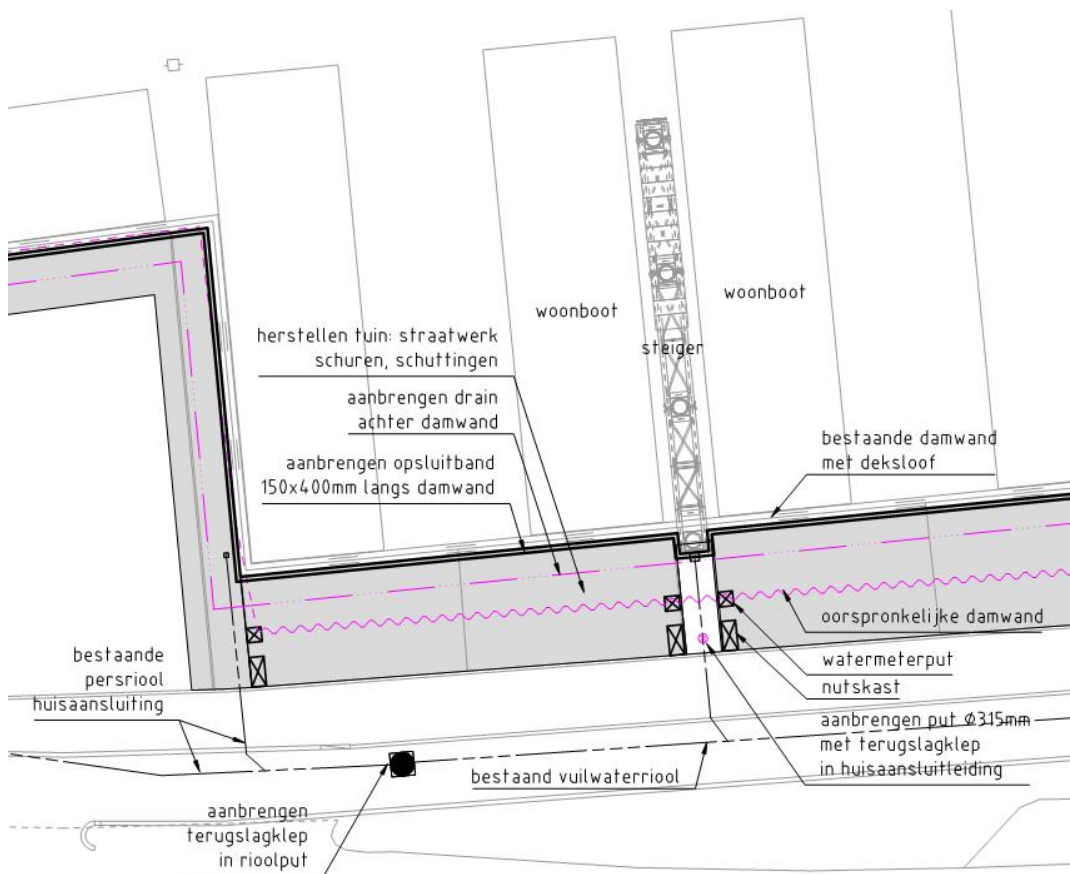 woonboot
woonboot
steiger
herstellen tuin: straatwerk
schuren, schuttingen
aanbrengen drain
achter damwand
aanbrengen opsluitband
150x400mm langs damwand
bestaande damwand
met deksloof
oorspronkelijke damwand
watermeterput
nutskast
aanbrengen put Ø315mm
met terugslagklep
in huisaansluitleiding
bestaande
persriool
huisaansluiting
bestaand vuilwaterriool
aanbrengen
terugslagklep
in rioolput